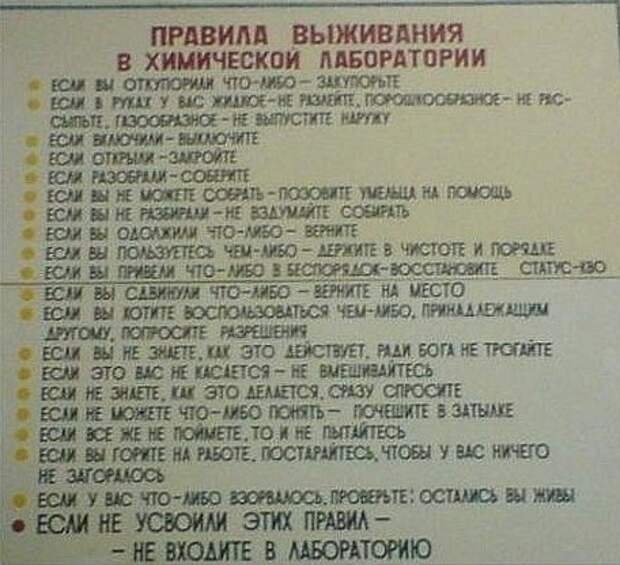 ПРАВИЛА ВЫЖИВАНИЯ
В ХИМИЧЕСКОЙ ЛАБОРАТОРИИ
ЕСЛИ ВЫ ОТКУПОРИЛИ ЧТО-ЛИБО – ЗАКУПОРЬТЕ
ЕСЛИ В РУКАХ У ВАС ЖИДКОЕ – НЕ РАЗЛЕЙТЕ, ПОРОШКООБРАЗНОЕ – НЕ РАС-
СЫПЬТЕ, ГАЗООБРАЗНОЕ – НЕ ВЫПУСТИТЕ НАРУЖУ
ЕСЛИ ВКЛЮЧИЛИ – ВЫКЛЮЧИТЕ
ЕСЛИ ОТКРЫЛИ – ЗАКРОЙТЕ
ЕСЛИ РАЗОБРАЛИ – СОБЕРИТЕ
ЕСЛИ ВЫ НЕ МОЖЕТЕ СОБРАТЬ – ПОЗОВИТЕ УМЕЛЬЦА НА ПОМОЩЬ
ЕСЛИ ВЫ НЕ РАЗБИРАЛИ – НЕ ВЗДУМАЙТЕ СОБИРАТЬ
ЕСЛИ ВЫ ОДОЛЖИЛИ ЧТО-ЛИБО – ВЕРНИТЕ
ЕСЛИ ВЫ ПОЛЬЗУЕТЕСЬ ЧЕМ-ЛИБО – ДЕРЖИТЕ В ЧИСТОТЕ И ПОРЯДКЕ
ЕСЛИ ВЫ ПРИВЕЛИ ЧТО-ЛИБО В БЕСПОРЯДОК – ВОССТАНОВИТЕ СТАТУС-КВО
ЕСЛИ ВЫ СДВИНУЛИ ЧТО-ЛИБО – ВЕРНИТЕ НА МЕСТО
ЕСЛИ ВЫ ХОТИТЕ ВОСПОЛЬЗОВАТЬСЯ ЧЕМ-ЛИБО, ПРИНАДЛЕЖАЩИМ
ДРУГОМУ, ПОПРОСИТЕ РАЗРЕШЕНИЯ
ЕСЛИ ВЫ НЕ ЗНАЕТЕ, КАК ЭТО ДЕЙСТВУЕТ, РАДИ БОГА НЕ ТРОГАЙТЕ
ЕСЛИ ЭТО ВАС НЕ КАСАЕТСЯ – НЕ ВМЕШИВАЙТЕСЬ
ЕСЛИ НЕ ЗНАЕТЕ, КАК ЭТО ДЕЛАЕТСЯ, СРАЗУ СПРОСИТЕ
ЕСЛИ НЕ МОЖЕТЕ ЧТО-ЛИБО ПОНЯТЬ – ПОЧЕШИТЕ В ЗАТЫЛКЕ
ЕСЛИ ВСЕ ЖЕ НЕ ПОЙМЕТЕ, ТО И НЕ ПЫТАЙТЕСЬ
ЕСЛИ ВЫ ГОРИТЕ НА РАБОТЕ, ПОСТАРАЙТЕСЬ, ЧТОБЫ У ВАС НИЧЕГО
НЕ ЗАГОРАЛОСЬ
ЕСЛИ У ВАС ЧТО-ЛИБО ВЗОРВАЛОСЬ, ПРОВЕРЬТЕ: ОСТАЛИСЬ ВЫ ЖИВЫ
ЕСЛИ НЕ УСВОИЛИ ЭТИХ ПРАВИЛ –
– НЕ ВХОДИТЕ В ЛАБОРАТОРИЮ